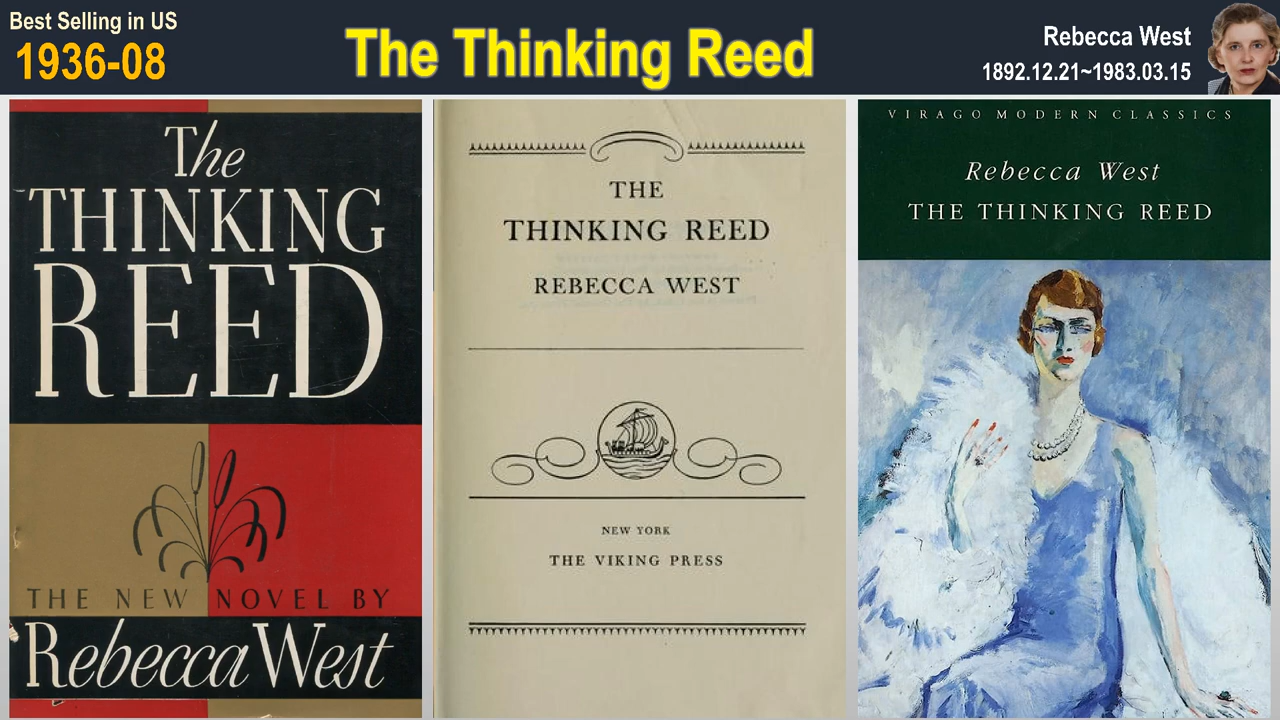 Best Selling in US
1936-08
The Thinking Reed
Rebecca West
1892.12.21~1983.03.15
The
THINKING
REED
THE NEW NOVEL BY
Rebecca West
THE
THINKING REED
REBECCA WEST
NEW YORK
THE VIKING PRESS
VIRAGO MODERN CLASSICS
Rebecca West
THE THINKING REED